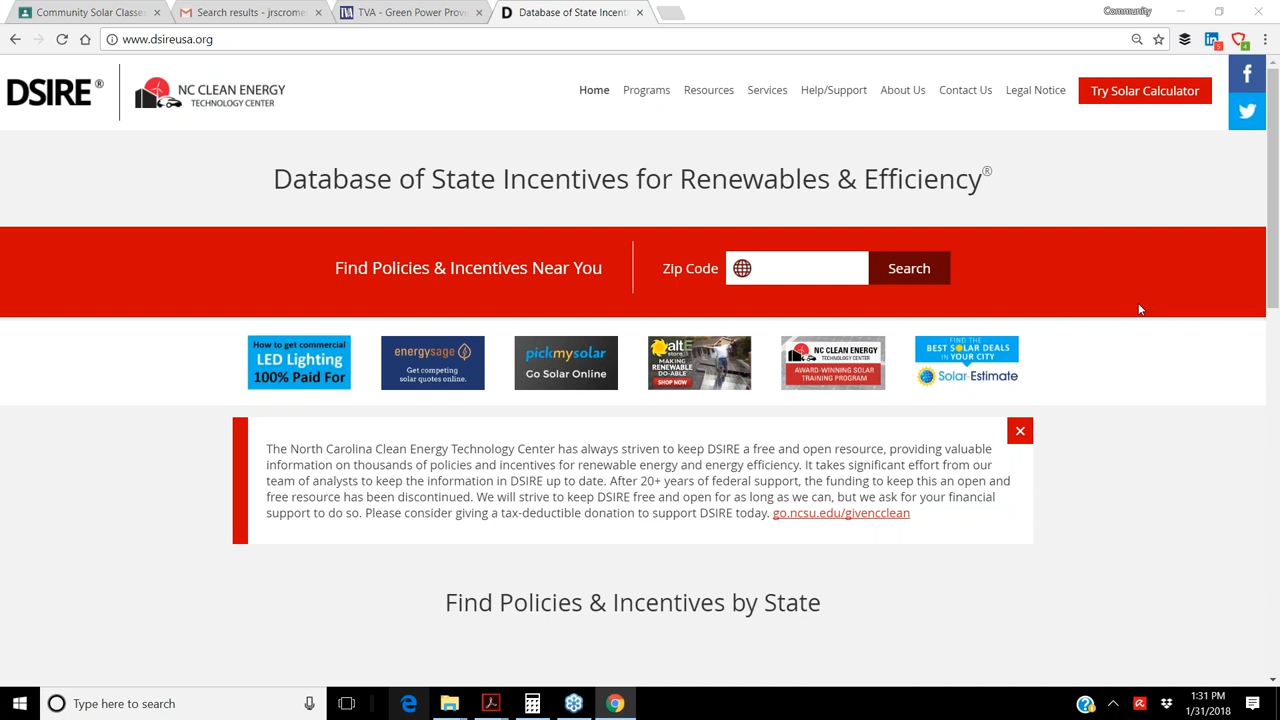 Community Solar Classes
Search results - jrscrome
TVA - Green Power Prov
Database of State Incenti
Community
www.dsireusa.org
5
4
DSIRE ®
NC CLEAN ENERGY
TECHNOLOGY CENTER
Home
Programs
Resources
Services
Help/Support
About Us
Contact Us
Legal Notice
Try Solar Calculator
Database of State Incentives for Renewables & Efficiency®
Find Policies & Incentives Near You
Zip Code
Search
How to get commercial
LED Lighting
100% Paid For
energysage
Get competing
solar quotes online.
pickmysolar
Go Solar Online
altE
store
MAKING
RENEWABLE
DO-ABLE
SHOP NOW
NC CLEAN ENERGY
TECHNOLOGY CENTER
AWARD-WINNING SOLAR
TRAINING PROGRAM
FIND THE
BEST SOLAR DEALS
IN YOUR CITY
Solar-Estimate
The North Carolina Clean Energy Technology Center has always striven to keep DSIRE a free and open resource, providing valuable
information on thousands of policies and incentives for renewable energy and energy efficiency. It takes significant effort from our
team of analysts to keep the information in DSIRE up to date. After 20+ years of federal support, the funding to keep this an open and
free resource has been discontinued. We will strive to keep DSIRE free and open for as long as we can, but we ask for your financial
support to do so. Please consider giving a tax-deductible donation to support DSIRE today. go.ncsu.edu/givencclean
Find Policies & Incentives by State
Type here to search
1:31 PM
1/31/2018